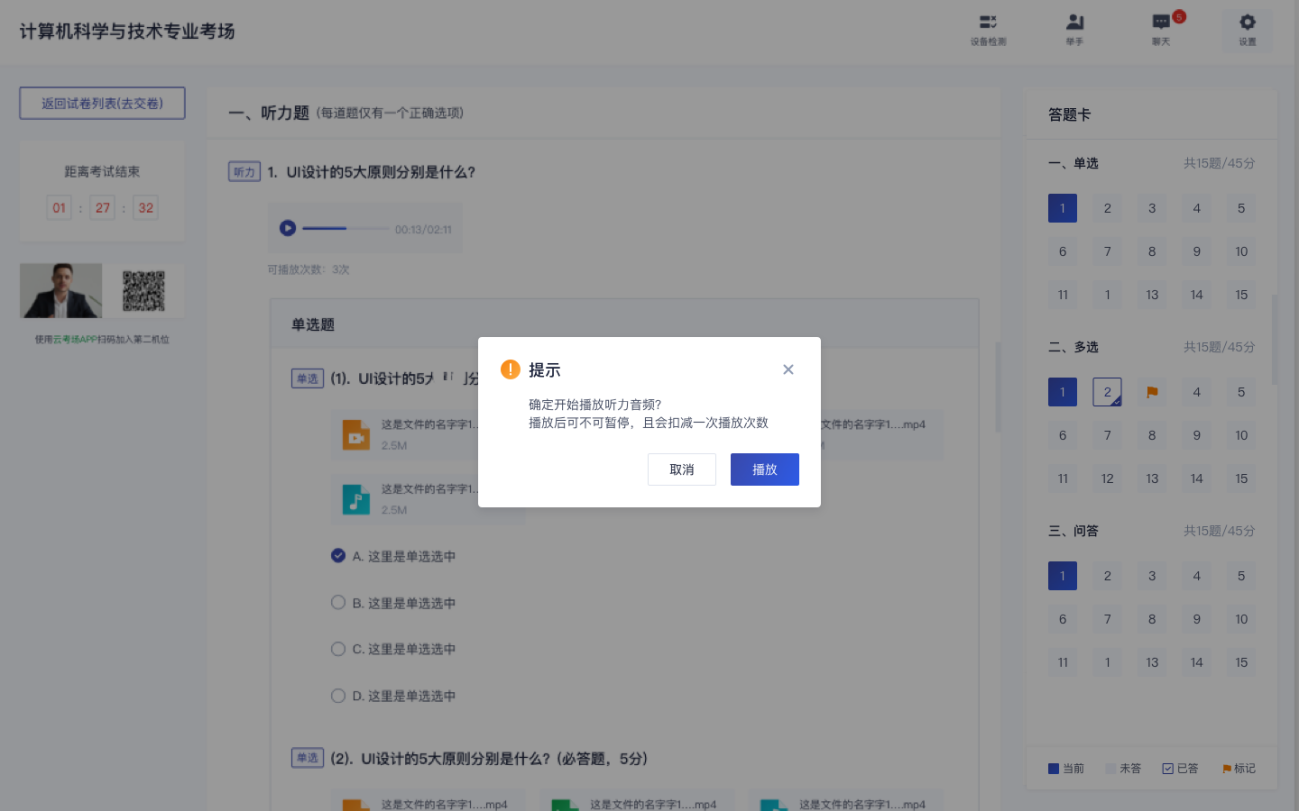 计算机科学与技术专业考场
设备检测
举手
5
聊天
设置
返回试卷列表(去交卷)
距离考试结束
01 : 27 : 32
使用云考场APP扫码加入第二机位
一、听力题 (每道题仅有一个正确选项)
听力 1. UI设计的5大原则分别是什么?
00:13/02:11
可播放次数: 3次
单选题
单选 (1). UI设计的5
这是文件的名字字1...
2.5M
文件的名字字1....mp4
这是文件的名字字1...
2.5M
A. 这里是单选选中
B. 这里是单选选中
C. 这里是单选选中
D. 这里是单选选中
单选 (2). UI设计的5大原则分别是什么? (必答题, 5分)
这是文件的名字字1....mp4
这是文件的名字字1....mp4
这是文件的名字字1....mp4
提示
确定开始播放听力音频?
播放后可不可暂停, 且会扣减一次播放次数
取消
播放
答题卡
一、单选 共15题/45分
1 2 3 4 5
6 7 8 9 10
11 1 13 14 15
二、多选 共15题/45分
1 2 4 5
6 7 8 9 10
11 12 13 14 15
三、问答 共15题/45分
1 2 3 4 5
6 7 8 9 10
11 1 13 14 15
当前 未答 已答 标记